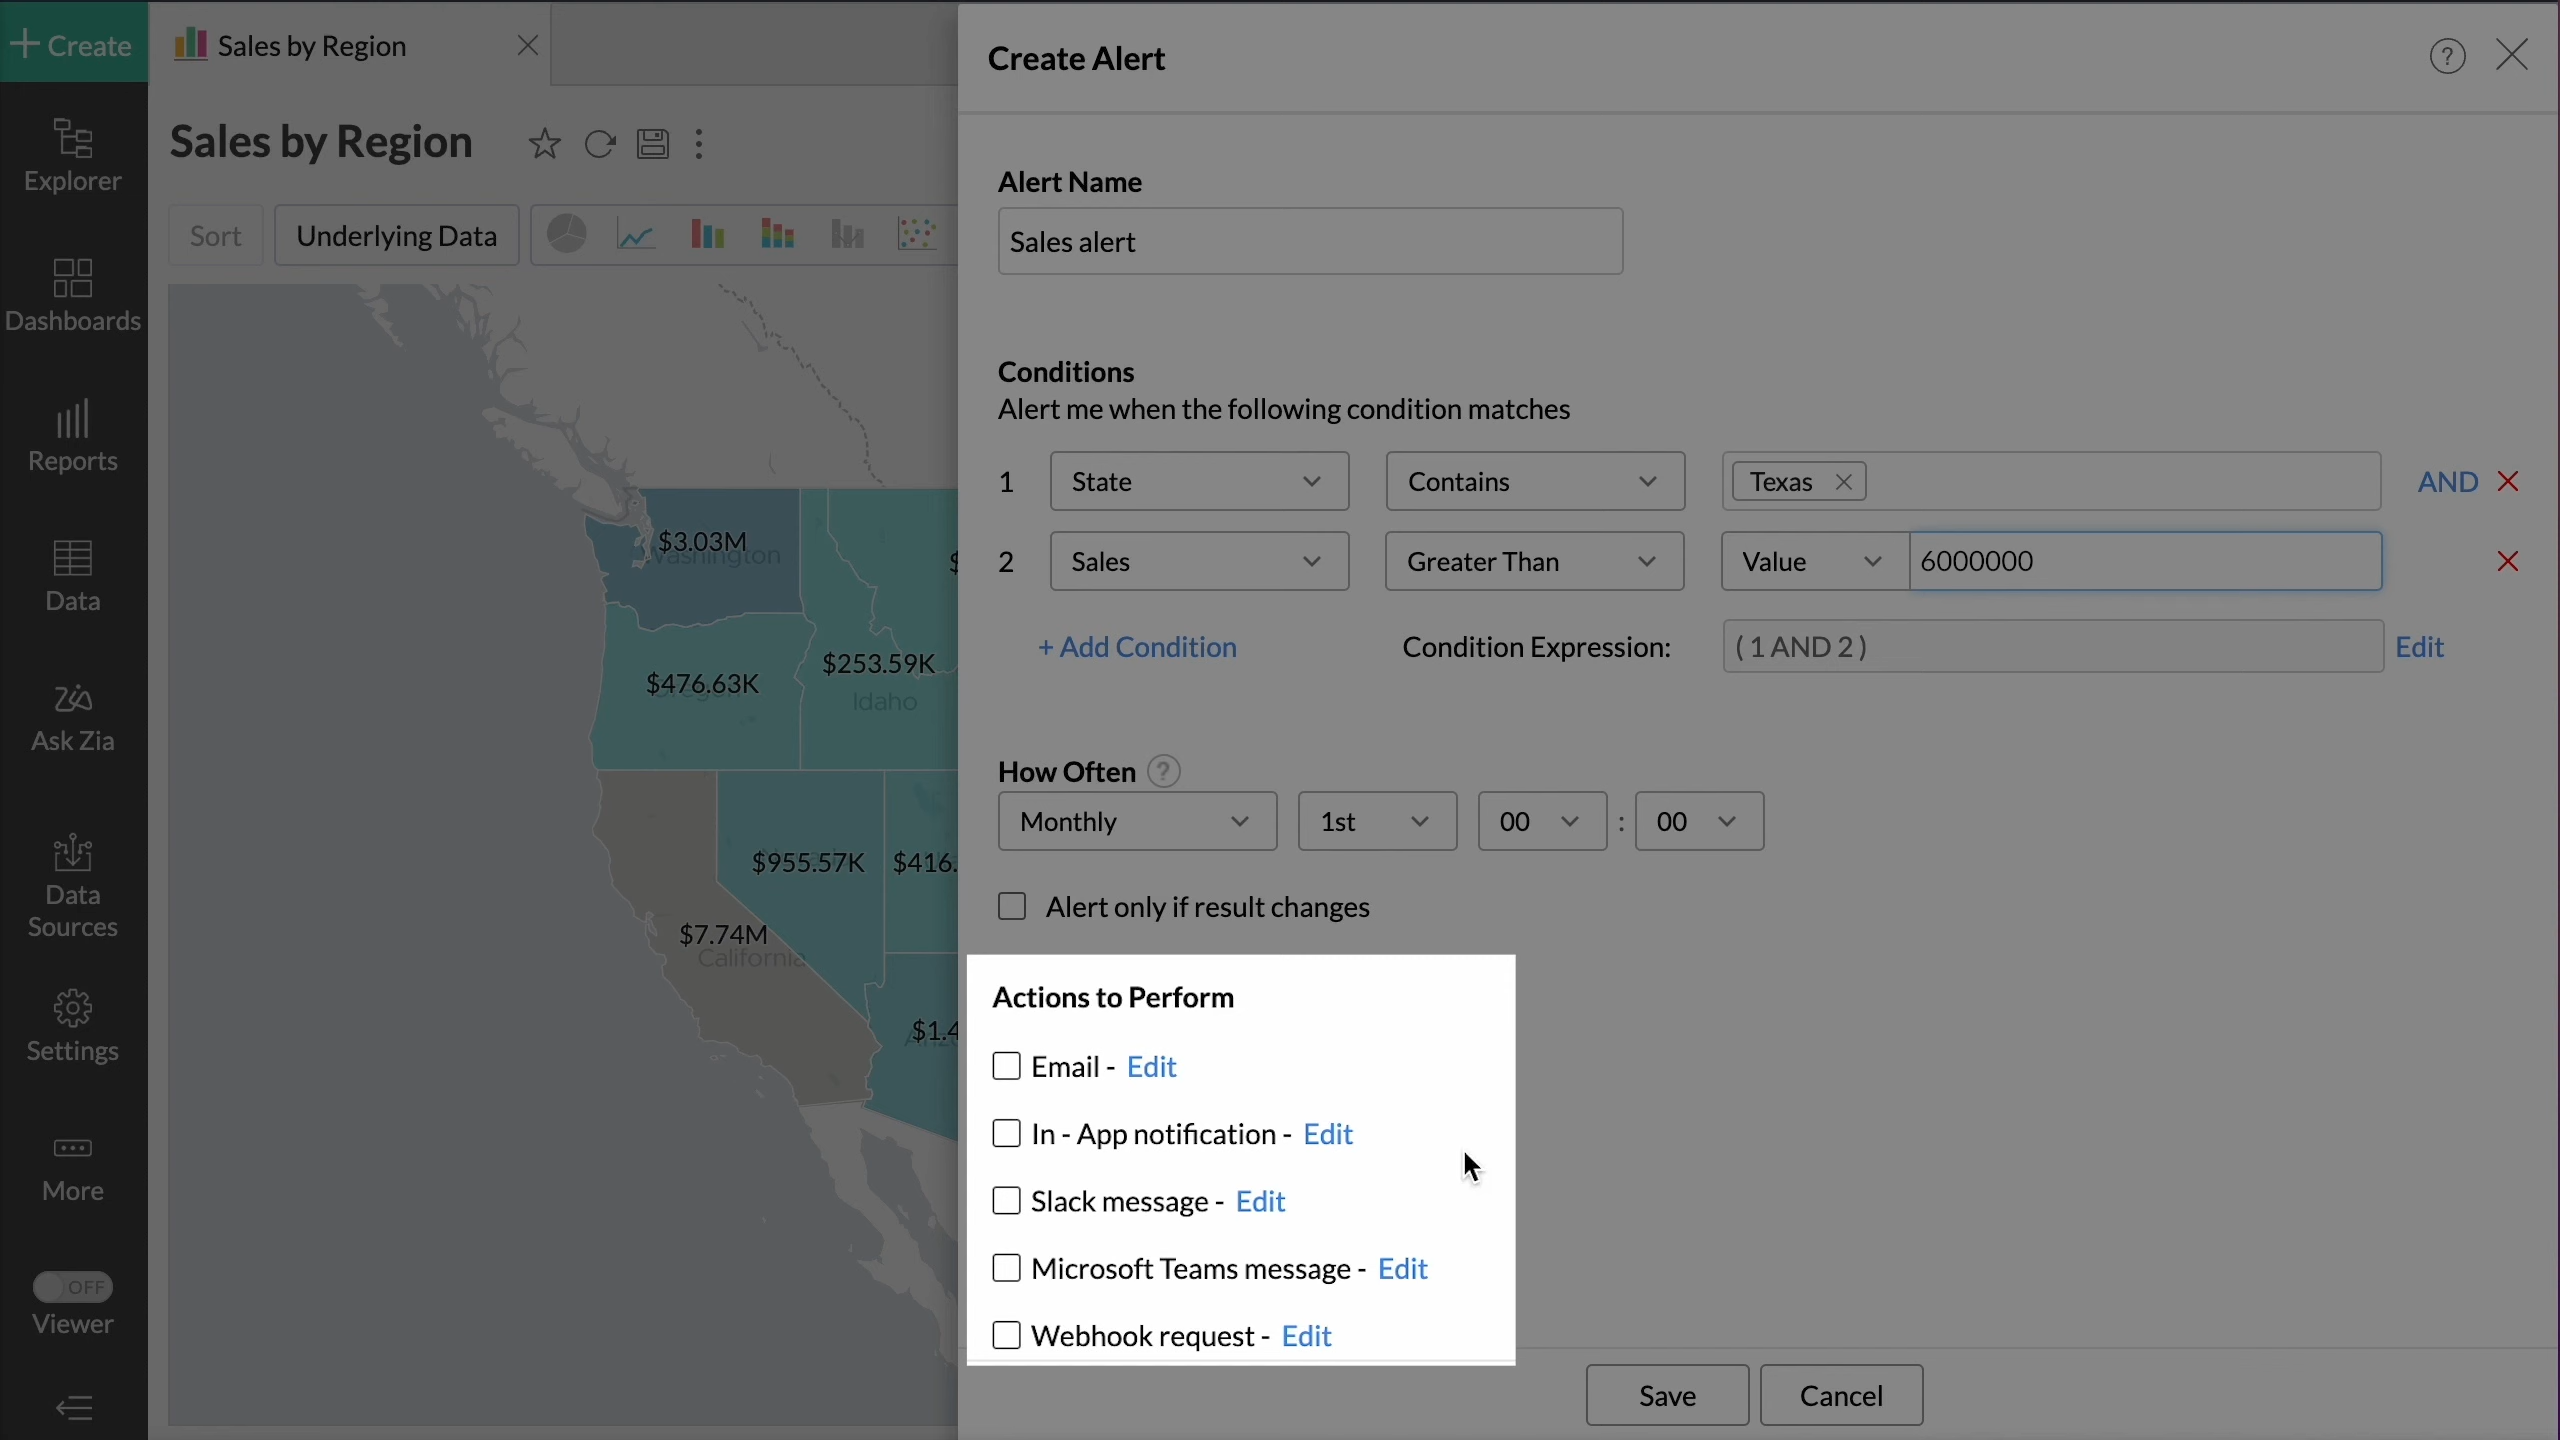 + Create
Explorer
Dashboards
Reports
Data
Ask Zia
Data
Sources
Settings
More
OFF
Viewer
Sales by Region
Sales by Region
Sort
Underlying Data
$3.03M
Washington
$476.63K
$253.59K
Idaho
$955.57K
$416.
$7.74M
California
$1.4
Create Alert
?
Alert Name
Sales alert
Conditions
Alert me when the following condition matches
1 State Contains Texas AND
2 Sales Greater Than Value 6000000
+ Add Condition Condition Expression: ( 1 AND 2 ) Edit
How Often ?
Monthly 1st 00 : 00
Alert only if result changes
Actions to Perform
Email - Edit
In - App notification - Edit
Slack message - Edit
Microsoft Teams message - Edit
Webhook request - Edit
Save Cancel